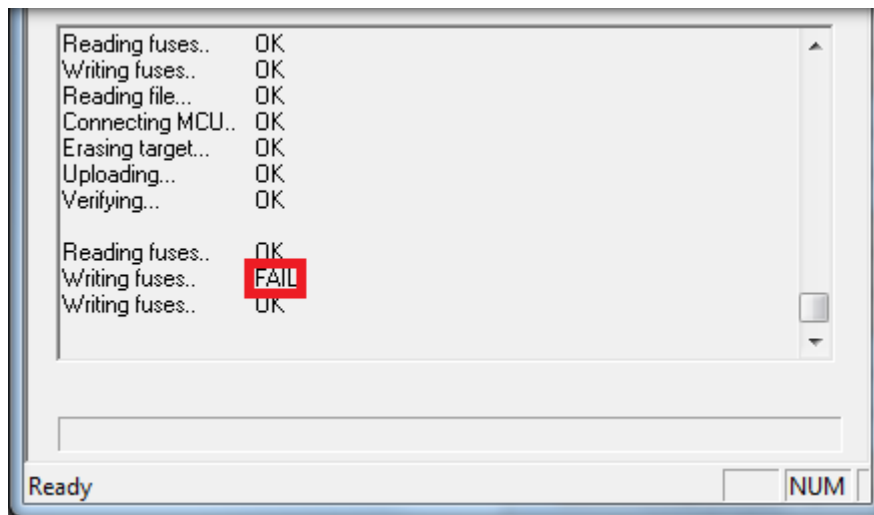 Reading fuses.. OK
Writing fuses.. OK
Reading file... OK
Connecting MCU.. OK
Erasing target... OK
Uploading... OK
Verifying... OK
Reading fuses.. OK
Writing fuses.. FAIL
Writing fuses.. OK
Ready NUM